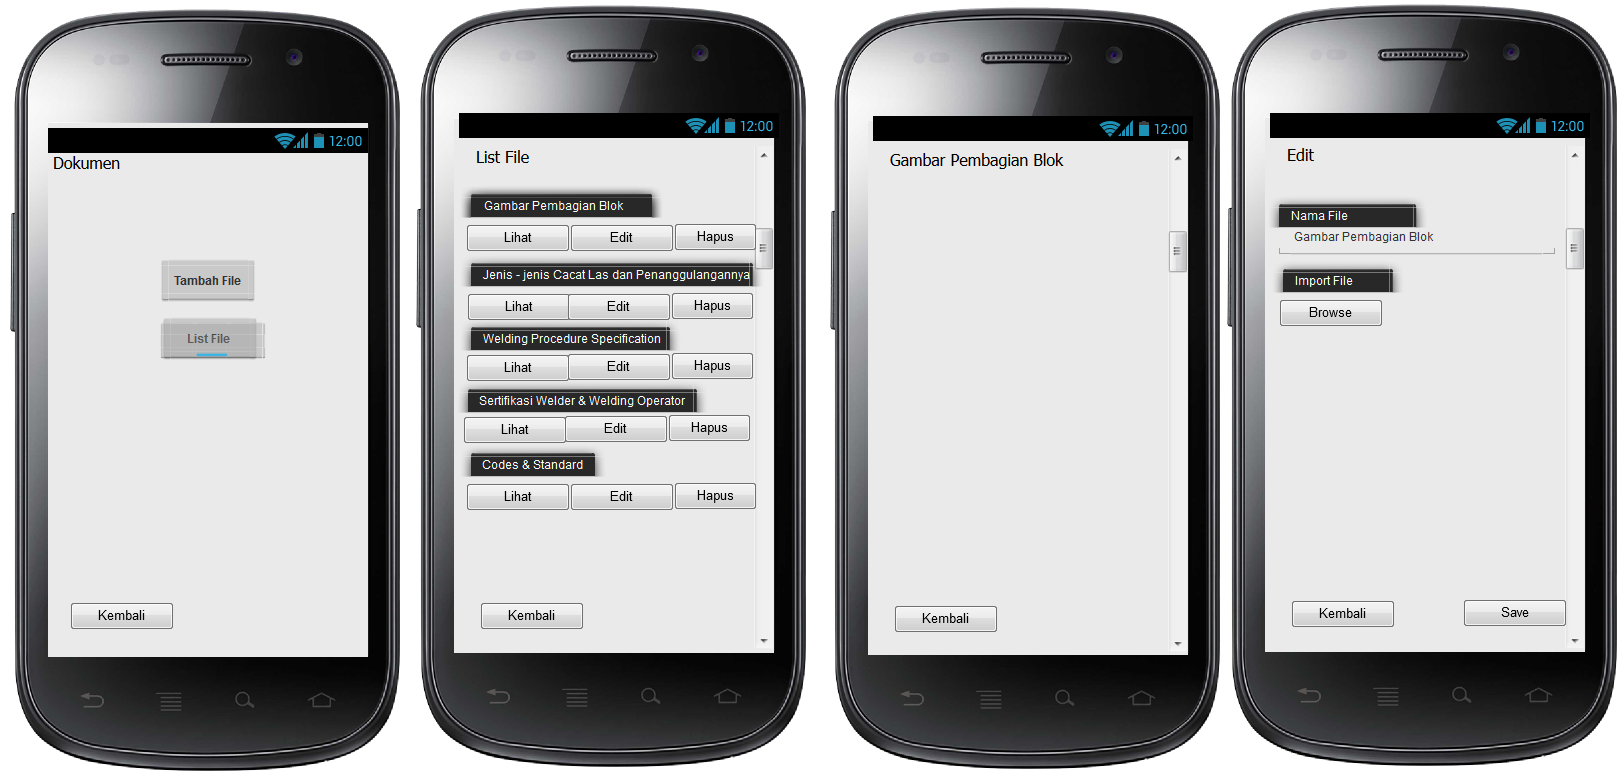 12:00
Dokumen
Tambah File
List File
Kembali
12:00
List File
Gambar Pembagian Blok
Lihat Edit Hapus
Jenis - jenis Cacat Las dan Penanggulangannya
Lihat Edit Hapus
Welding Procedure Specification
Lihat Edit Hapus
Sertifikasi Welder & Welding Operator
Lihat Edit Hapus
Codes & Standard
Lihat Edit Hapus
Kembali
12:00
Gambar Pembagian Blok
Kembali
12:00
Edit
Nama File
Gambar Pembagian Blok
Import File
Browse
Kembali Save